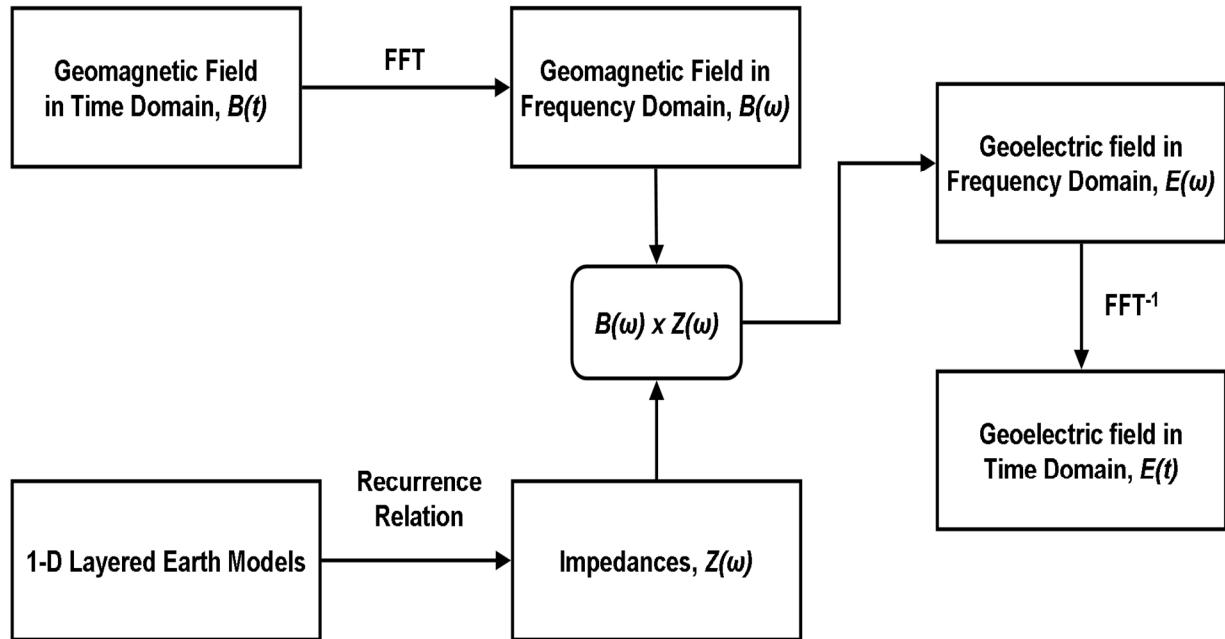 Geomagnetic Field
in Time Domain, B(t)
FFT
Geomagnetic Field in
Frequency Domain, B(ω)
Geoelectric field in
Frequency Domain, E(ω)
B(ω) x Z(ω)
FFT⁻¹
Geoelectric field in
Time Domain, E(t)
1-D Layered Earth Models
Recurrence
Relation
Impedances, Z(ω)